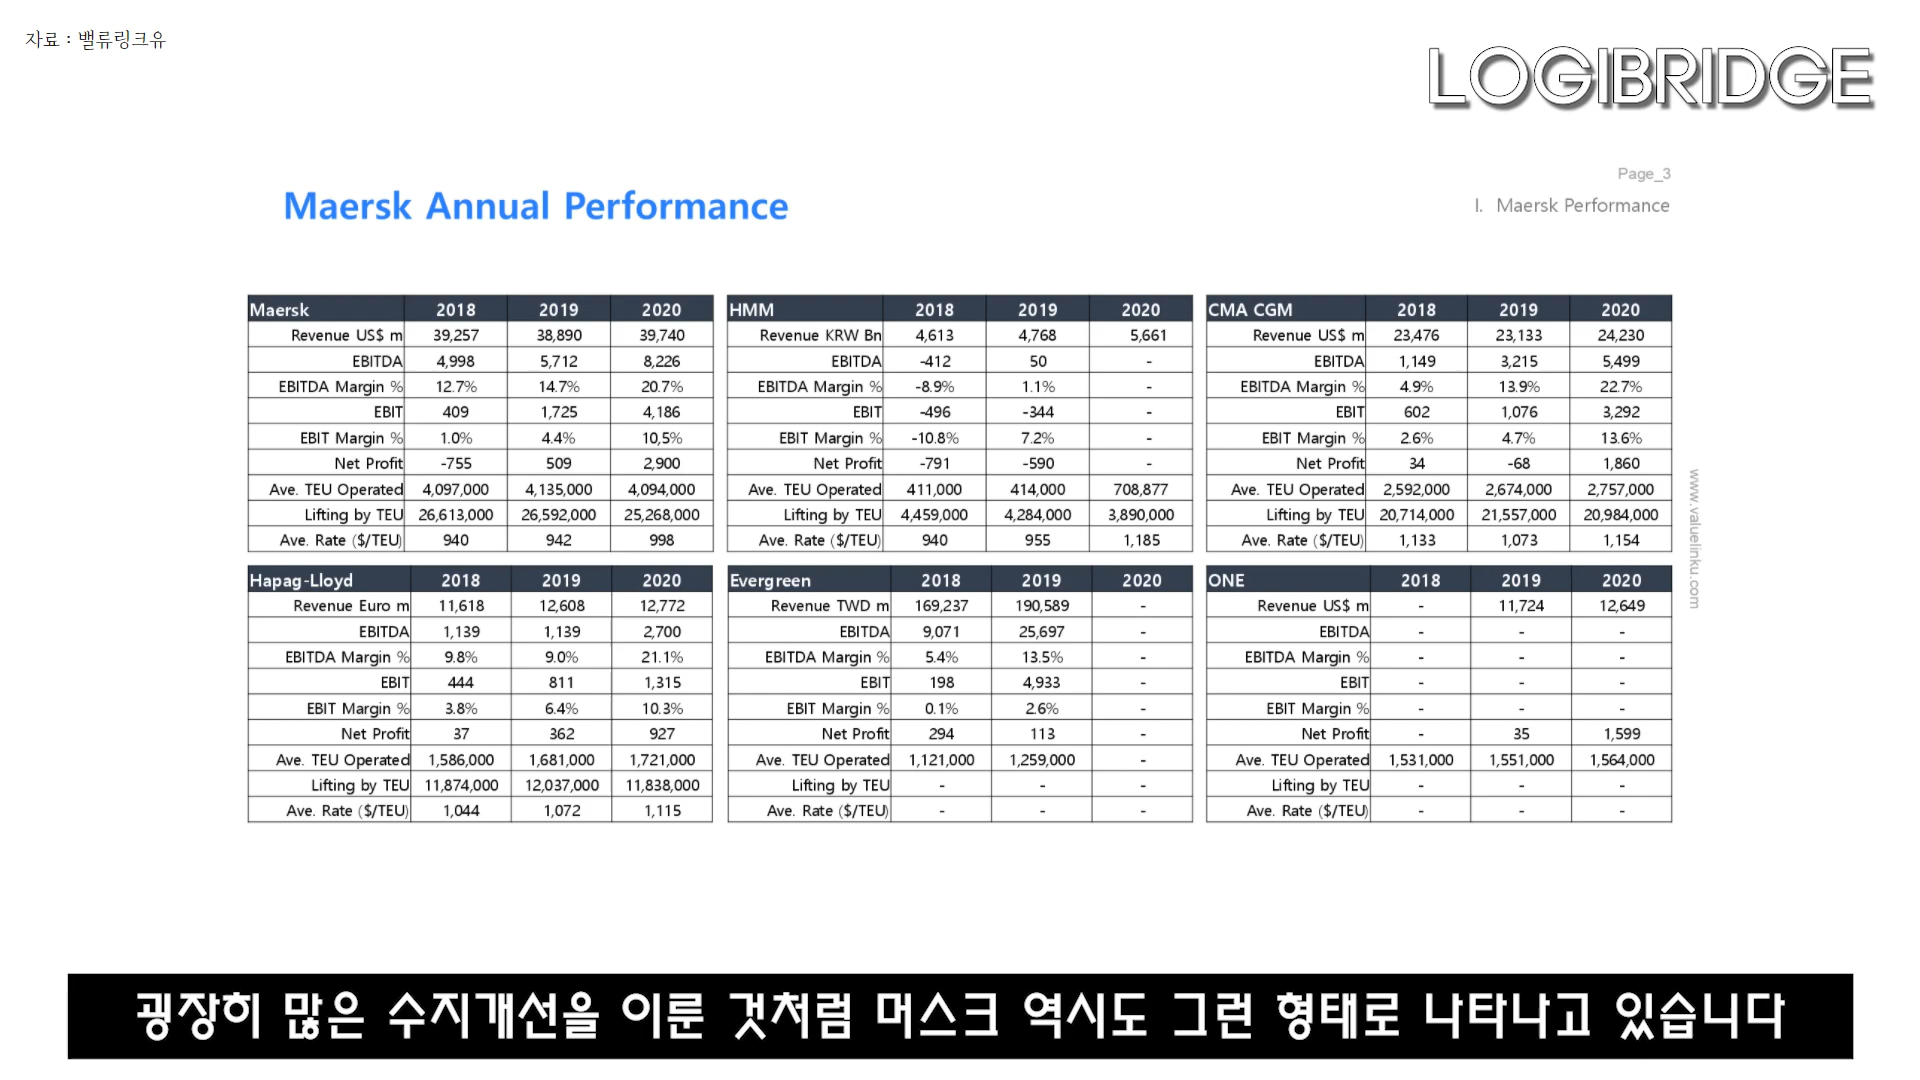 자료 : 밸류링크유
LOGIBRIDGE
Page_3
Maersk Annual Performance
I. Maersk Performance
Maersk 2018 2019 2020
Revenue US$ m 39,257 38,890 39,740
EBITDA 4,998 5,712 8,226
EBITDA Margin % 12.7% 14.7% 20.7%
EBIT 409 1,725 4,186
EBIT Margin % 1.0% 4.4% 10,5%
Net Profit -755 509 2,900
Ave. TEU Operated 4,097,000 4,135,000 4,094,000
Lifting by TEU 26,613,000 26,592,000 25,268,000
Ave. Rate ($/TEU) 940 942 998
HMM 2018 2019 2020
Revenue KRW Bn 4,613 4,768 5,661
EBITDA -412 50 -
EBITDA Margin % -8.9% 1.1% -
EBIT -496 -344 -
EBIT Margin % -10.8% 7.2% -
Net Profit -791 -590 -
Ave. TEU Operated 411,000 414,000 708,877
Lifting by TEU 4,459,000 4,284,000 3,890,000
Ave. Rate ($/TEU) 940 955 1,185
CMA CGM 2018 2019 2020
Revenue US$ m 23,476 23,133 24,230
EBITDA 1,149 3,215 5,499
EBITDA Margin % 4.9% 13.9% 22.7%
EBIT 602 1,076 3,292
EBIT Margin % 2.6% 4.7% 13.6%
Net Profit 34 -68 1,860
Ave. TEU Operated 2,592,000 2,674,000 2,757,000
Lifting by TEU 20,714,000 21,557,000 20,984,000
Ave. Rate ($/TEU) 1,133 1,073 1,154
Hapag-Lloyd 2018 2019 2020
Revenue Euro m 11,618 12,608 12,772
EBITDA 1,139 1,139 2,700
EBITDA Margin % 9.8% 9.0% 21.1%
EBIT 444 811 1,315
EBIT Margin % 3.8% 6.4% 10.3%
Net Profit 37 362 927
Ave. TEU Operated 1,586,000 1,681,000 1,721,000
Lifting by TEU 11,874,000 12,037,000 11,838,000
Ave. Rate ($/TEU) 1,044 1,072 1,115
Evergreen 2018 2019 2020
Revenue TWD m 169,237 190,589 -
EBITDA 9,071 25,697 -
EBITDA Margin % 5.4% 13.5% -
EBIT 198 4,933 -
EBIT Margin % 0.1% 2.6% -
Net Profit 294 113 -
Ave. TEU Operated 1,121,000 1,259,000 -
Lifting by TEU - - -
Ave. Rate ($/TEU) - - -
ONE 2018 2019 2020
Revenue US$ m - 11,724 12,649
EBITDA - - -
EBITDA Margin % - - -
EBIT - - -
EBIT Margin % - - -
Net Profit - 35 1,599
Ave. TEU Operated 1,531,000 1,551,000 1,564,000
Lifting by TEU - - -
Ave. Rate ($/TEU) - - -
www.valuelinku.com
굉장히 많은 수지개선을 이룬 것처럼 머스크 역시도 그런 형태로 나타나고 있습니다